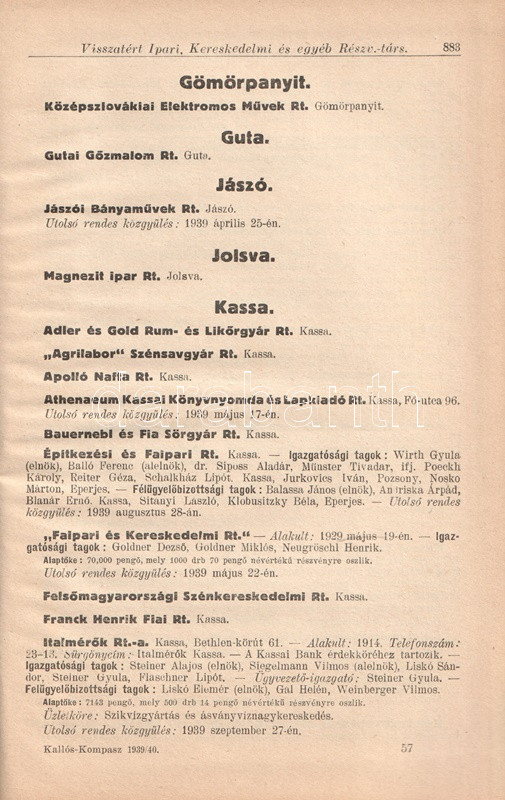 Visszatért Ipari, Kereskedelmi és egyéb Részv.-társ. 883
Gömörpanyit.
Középszlovákiai Elektromos Művek Rt. Gömörpanyit.
Guta.
Gutai Gőzmalom Rt. Guta.
Jászó.
Jászói Bányaművek Rt. Jászó.
Utolsó rendes közgyűlés: 1939 április 25-én.
Jolsva.
Magnezit ipar Rt. Jolsva.
Kassa.
Adler és Gold Rum- és Likőrgyár Rt. Kassa.
„Agrilabor" Szénsavgyár Rt. Kassa.
Apolló Nafta Rt. Kassa.
Athenaeum Kassai Könyvnyomda és Lapkiadó Rt. Kassa, Fő-utca 96.
Utolsó rendes közgyűlés: 1939 május 17-én.
Bauernebl és Fia Sörgyár Rt. Kassa.
Építkezési és Faipari Rt. Kassa. — Igazgatósági tagok: Wirth Gyula
(elnök), Balló Ferenc (alelnök), dr. Siposs Aladár, Münster Tivadar, ifj. Poeckh
Károly, Reiter Géza, Schalkház Lipót. Kassa, Jurkovics Iván, Pozsony, Nosko
Márton, Eperjes. — Félügyelőbizottsági tagok: Balassa János (elnök), Andriska Árpád,
Blanár Ernő. Kassa, Sitányi László, Klobusitzky Béla, Eperjes. — Utolsó rendes
közgyűlés: 1939 augusztus 28-án.
„Faipari és Kereskedelmi Rt." — Alakult: 1929 május 19-én. — Igaz-
gatósági tagok: Goldner Dezső, Goldner Miklós, Neugröschl Henrik.
Alaptőke: 70,000 pengő, mely 1000 drb 70 pengő névértékű részvényre oszlik.
Utolsó rendes közgyűlés: 1939 május 22-én.
Felsőmagyarországi Szénkereskedelmi Rt. Kassa.
Franck Henrik Fiai Rt. Kassa.
Italmérők Rt.-a. Kassa, Bethlen-körút 61. — Alakult: 1914. Telefonszám:
23-13. Sürgönycím: Italmérők Kassa. — A Kassai Bank érdekköréhez tartozik. —
Igazgatósági tagok: Steiner Alajos (elnök), Siegelmann Vilmos (alelnök), Liskó Sán-
dor, Steiner Gyula, Flaschner Lipót. — Ügyvezető-igazgató: Steiner Gyula. —
Felügyelőbizottsági tagok: Liskó Elemér (elnök), Gál Helén, Weinberger Vilmos.
Alaptőke: 7143 pengő, mely 500 drb 14 pengő névértékű részvényre oszlik.
Üzletköre: Szikvízgyártás és ásványvíznagykereskedés.
Utolsó rendes közgyűlés: 1939 szeptember 27-én.
Kallós-Kompasz 1939/40. 57
darabanth